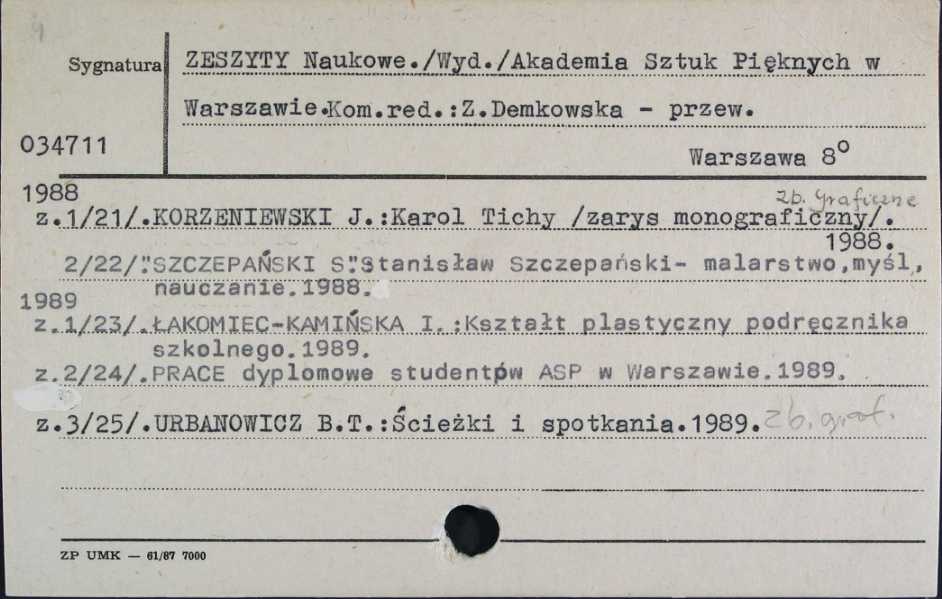 4
Sygnatura
ZESZYTY Naukowe./Wyd./Akademia Sztuk Pięknych w
Warszawie.Kom.red.:Z.Demkowska - przew.
034711
Warszawa 8°
1988
zb. Graficzne
z.1/21/.KORZENIEWSKI J.:Karol Tichy /zarys monograficzny/.
1988.
2/22/."SZCZEPAŃSKI S."Stanisław Szczepański- malarstwo,myśl,
nauczanie.1988.
1989
z.1/23/.ŁAKOMIEC-KAMIŃSKA I.:Kształt plastyczny podręcznika
szkolnego.1989.
z.2/24/.PRACE dyplomowe studentów ASP w Warszawie.1989.
z.3/25/.URBANOWICZ B.T.:Ścieżki i spotkania.1989. zb. graf.
ZP UMK — 61/87 7000